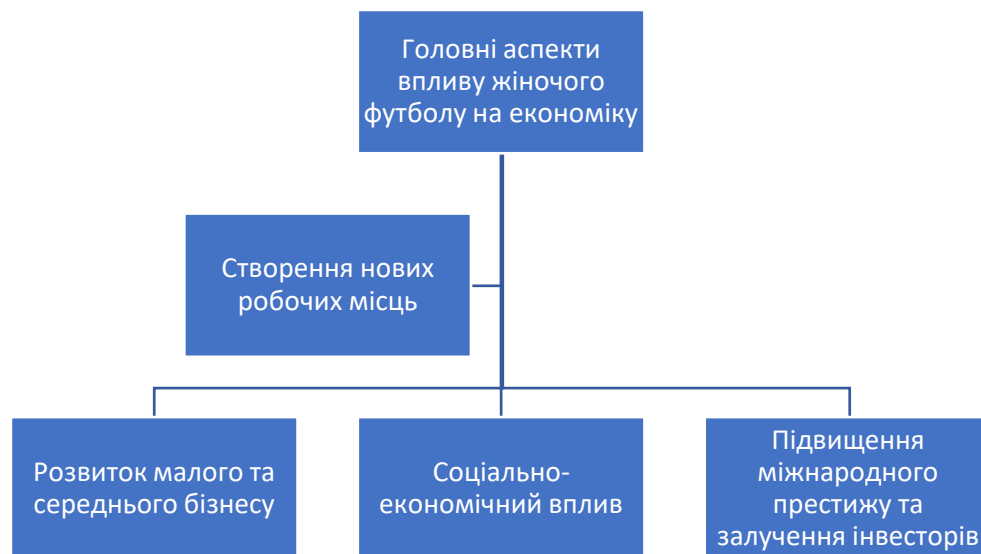 Головні аспекти
впливу жіночого
футболу на економіку
Створення нових
робочих місць
Розвиток малого та
середнього бізнесу
Соціально-
економічний вплив
Підвищення
міжнародного
престижу та
залучення інвесторів